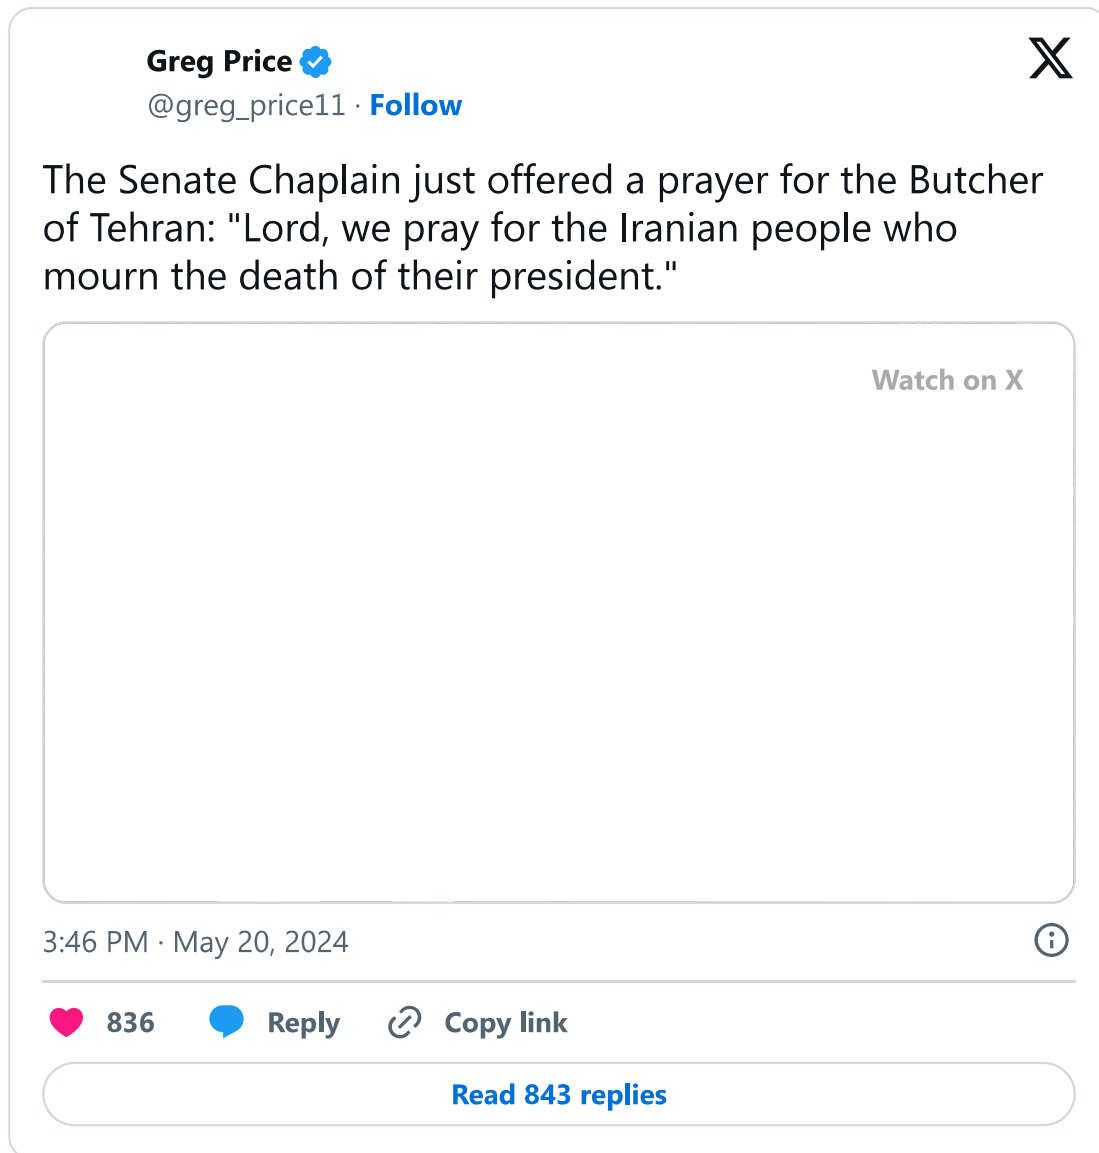 Greg Price
@greg_price11 · Follow
The Senate Chaplain just offered a prayer for the Butcher
of Tehran: "Lord, we pray for the Iranian people who
mourn the death of their president."
Watch on X
3:46 PM · May 20, 2024
836 Reply Copy link
Read 843 replies